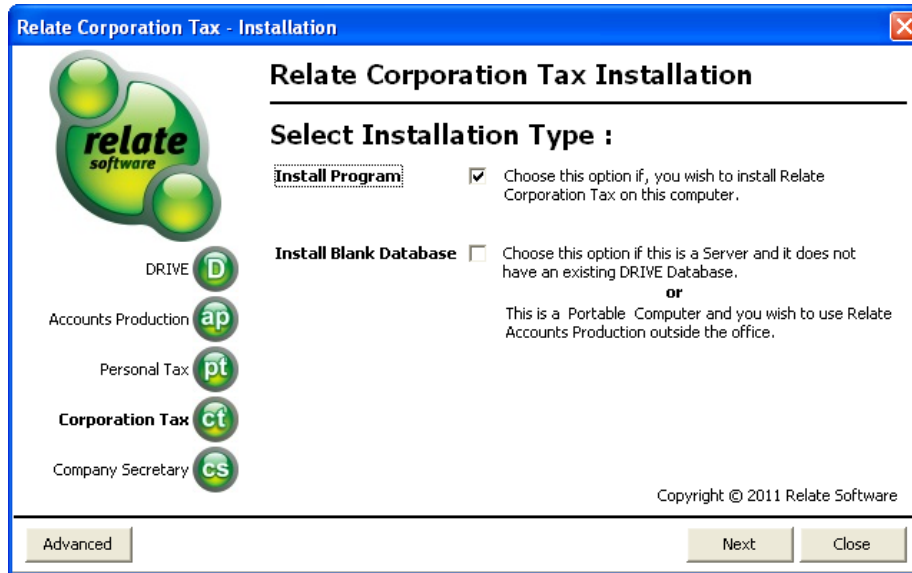 Relate Corporation Tax - Installation
Relate Corporation Tax Installation
relate
software
Select Installation Type :
Install Program
Choose this option if, you wish to install Relate
Corporation Tax on this computer.
Install Blank Database
Choose this option if this is a Server and it does not
have an existing DRIVE Database.
or
This is a Portable Computer and you wish to use Relate
Accounts Production outside the office.
DRIVE D
Accounts Production ap
Personal Tax pt
Corporation Tax ct
Company Secretary cs
Copyright © 2011 Relate Software
Advanced
Next
Close